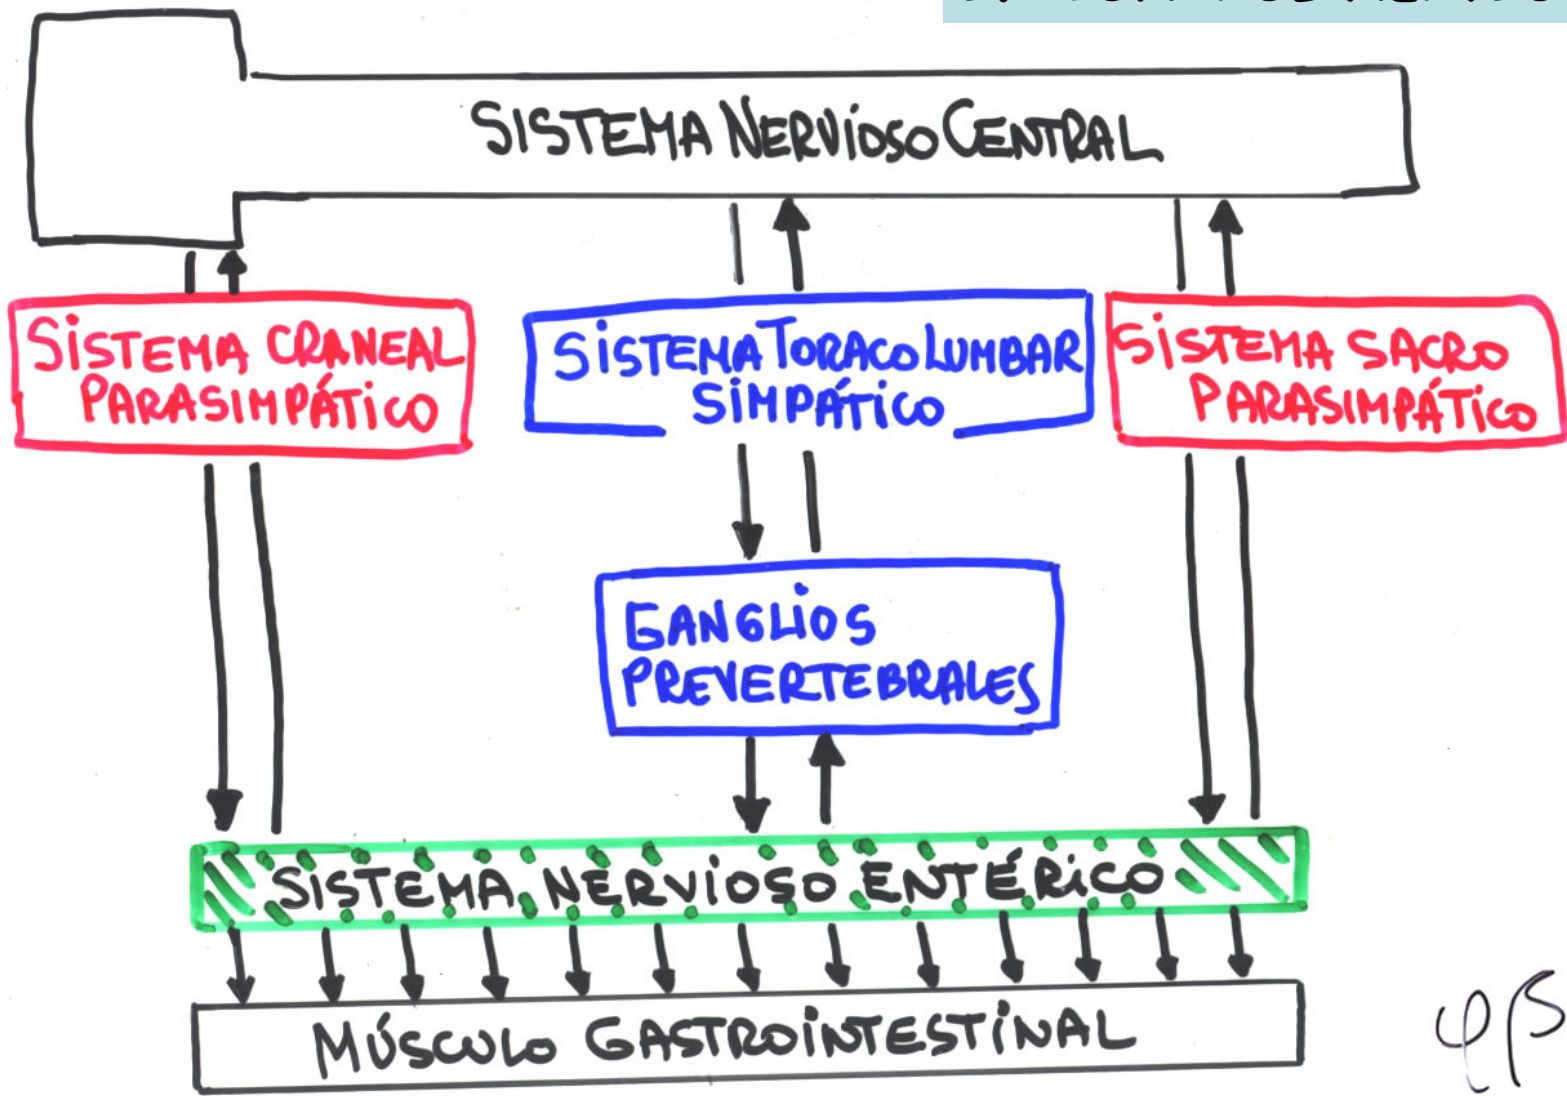 SISTEMA NERVIOSO CENTRAL
SISTEMA CRANEAL
PARASIMPÁTICO
SISTEMA TORACOLUMBAR
SIMPÁTICO
SISTEMA SACRO
PARASIMPÁTICO
GANGLIOS
PREVERTEBRALES
SISTEMA NERVIOSO ENTÉRICO
MÚSCULO GASTROINTESTINAL